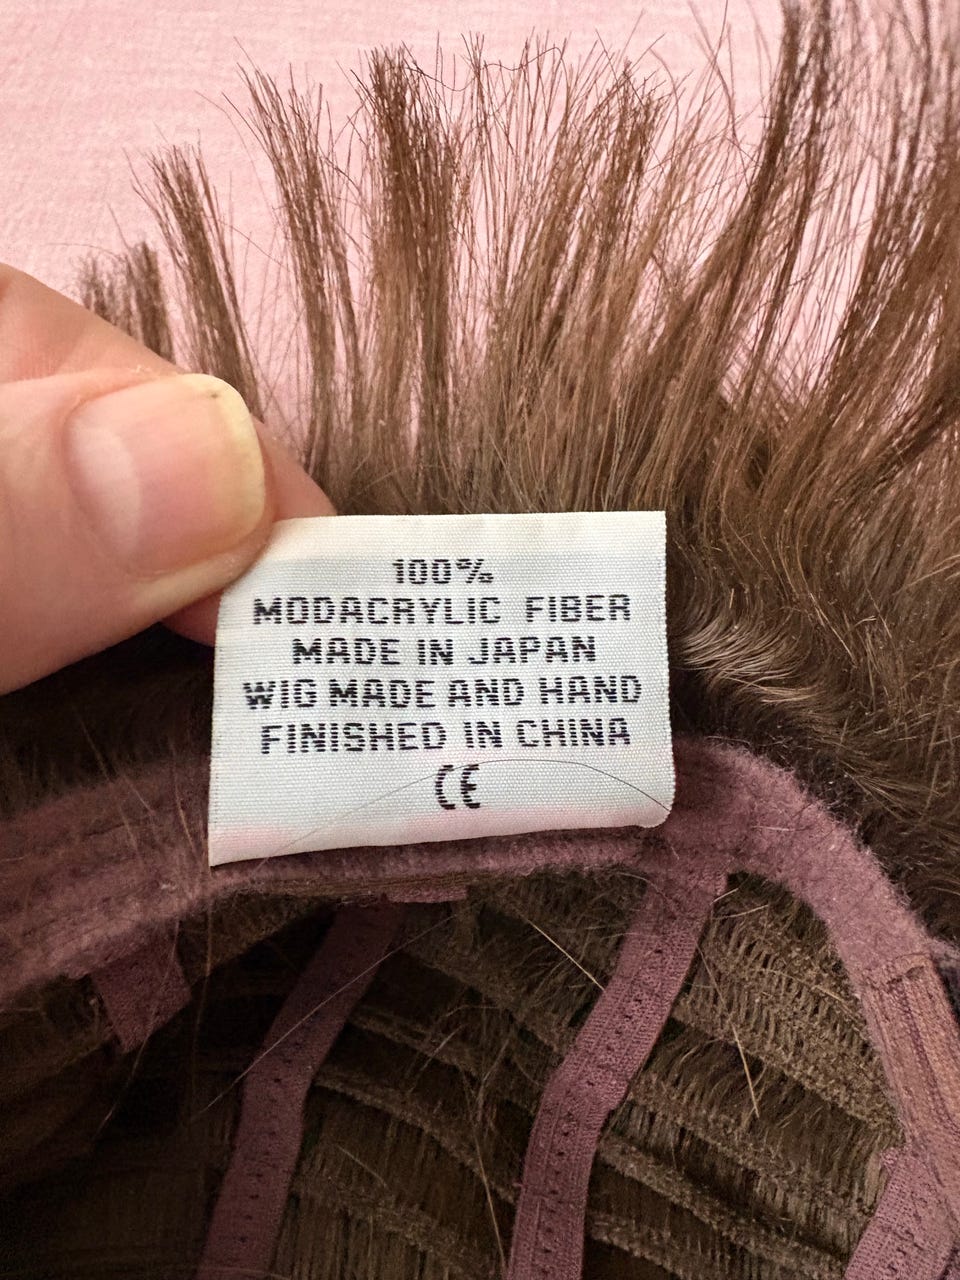 100%
MODACRYLIC FIBER
MADE IN JAPAN
WIG MADE AND HAND
FINISHED IN CHINA
CE